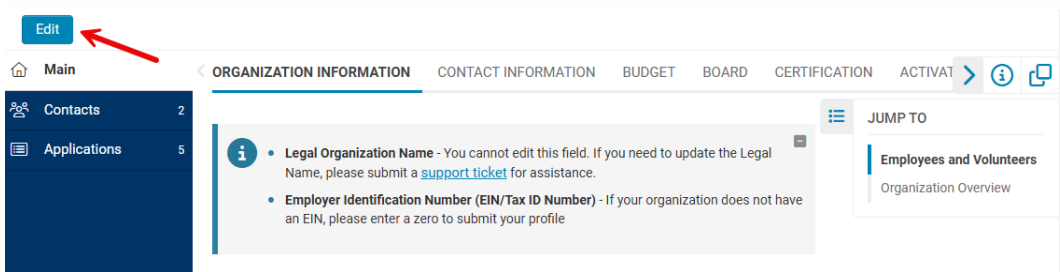 Edit
Main
ORGANIZATION INFORMATION CONTACT INFORMATION BUDGET BOARD CERTIFICATION ACTIVAT
Contacts 2
Applications 5
Legal Organization Name - You cannot edit this field. If you need to update the Legal
Name, please submit a support ticket for assistance.
Employer Identification Number (EIN/Tax ID Number) - If your organization does not have
an EIN, please enter a zero to submit your profile
JUMP TO
Employees and Volunteers
Organization Overview